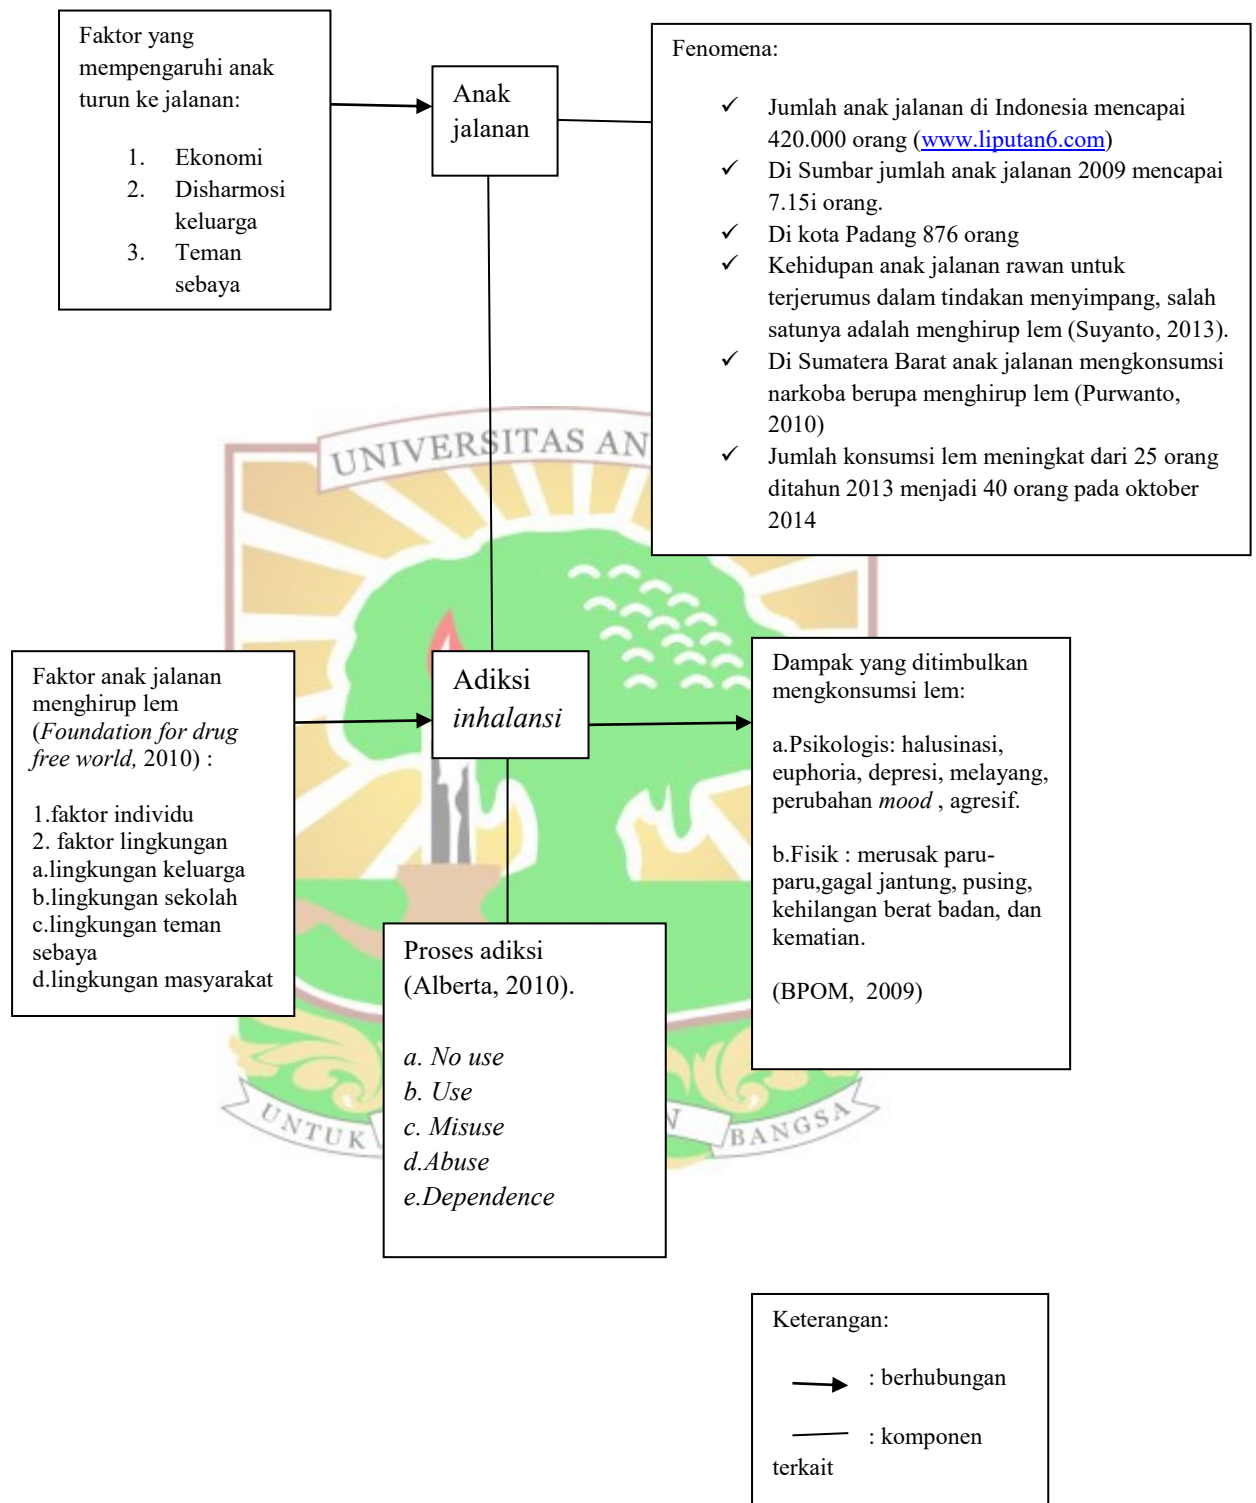 Faktor yang
mempengaruhi anak
turun ke jalanan:
1. Ekonomi
2. Disharmosi
keluarga
3. Teman
sebaya
Anak
jalanan
Fenomena:
✓ Jumlah anak jalanan di Indonesia mencapai
420.000 orang (www.liputan6.com)
✓ Di Sumbar jumlah anak jalanan 2009 mencapai
7.15i orang.
✓ Di kota Padang 876 orang
✓ Kehidupan anak jalanan rawan untuk
terjerumus dalam tindakan menyimpang, salah
satunya adalah menghirup lem (Suyanto, 2013).
✓ Di Sumatera Barat anak jalanan mengkonsumsi
narkoba berupa menghirup lem (Purwanto,
2010)
✓ Jumlah konsumsi lem meningkat dari 25 orang
ditahun 2013 menjadi 40 orang pada oktober
2014
UNIVERSITAS AN
Faktor anak jalanan
menghirup lem
(Foundation for drug
free world, 2010) :
1.faktor individu
2. faktor lingkungan
a.lingkungan keluarga
b.lingkungan sekolah
c.lingkungan teman
sebaya
d.lingkungan masyarakat
Adiksi
inhalansi
Dampak yang ditimbulkan
mengkonsumsi lem:
a.Psikologis: halusinasi,
euphoria, depresi, melayang,
perubahan mood , agresif.
b.Fisik : merusak paru-
paru,gagal jantung, pusing,
kehilangan berat badan, dan
kematian.
(BPOM, 2009)
Proses adiksi
(Alberta, 2010).
a. No use
b. Use
c. Misuse
d.Abuse
e.Dependence
UNTUK
BANGSA
Keterangan:
: berhubungan
: komponen
terkait